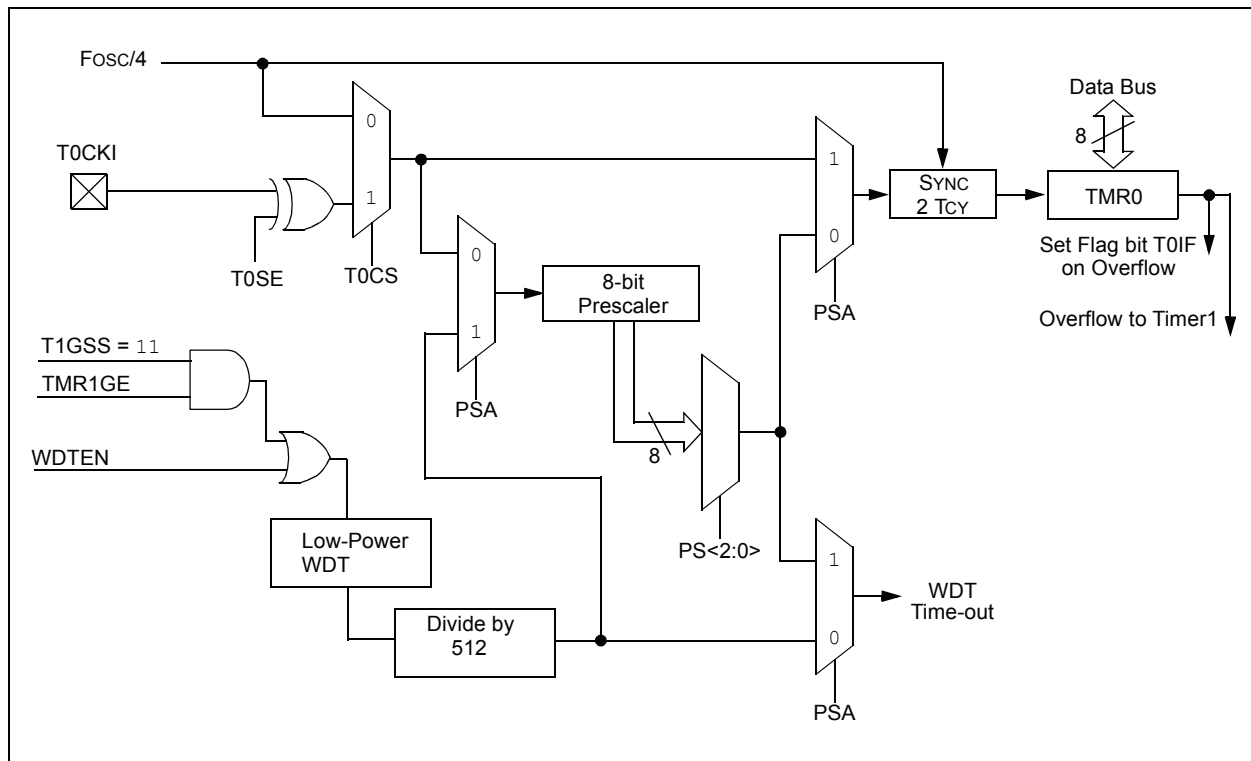 FOSC/4
Data Bus
8
T0CKI
0
1
T0SE
T0CS
0
1
PSA
8-bit
Prescaler
8
PS<2:0>
1
0
PSA
SYNC
2 TCY
TMR0
Set Flag bit T0IF
on Overflow
Overflow to Timer1
T1GSS = 11
TMR1GE
WDTEN
Low-Power
WDT
Divide by
512
1
0
PSA
WDT
Time-out